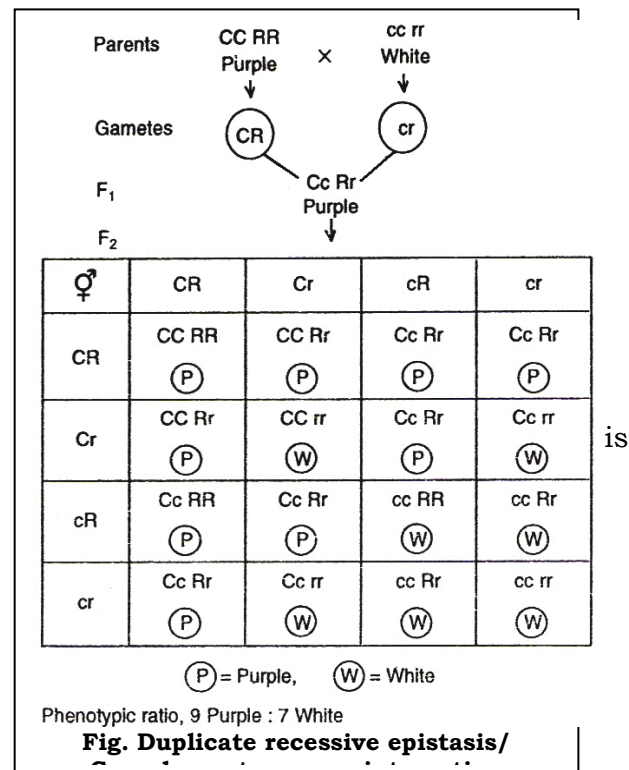 Parents CC RR × cc rr
Purple White
Gametes CR cr
F1 Cc Rr
Purple
F2
⚥ CR Cr cR cr
CR CC RR CC Rr Cc Rr Cc Rr
P P P P
Cr CC Rr CC rr Cc Rr Cc rr
P W P W
cR Cc RR Cc Rr cc RR cc Rr
P P W W
cr Cc Rr Cc rr cc Rr cc rr
P W W W
is
P = Purple, W = White
Phenotypic ratio, 9 Purple : 7 White
Fig. Duplicate recessive epistasis/